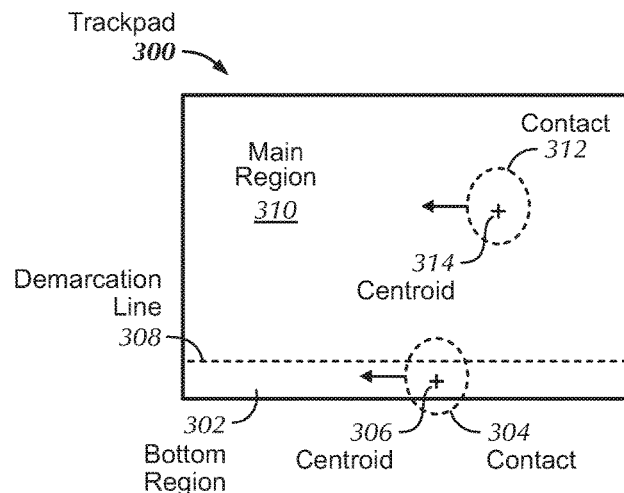 Trackpad
300
Contact
312
Main
Region
310
314
Centroid
Demarcation
Line
308
302
306
304
Bottom
Region
Centroid
Contact